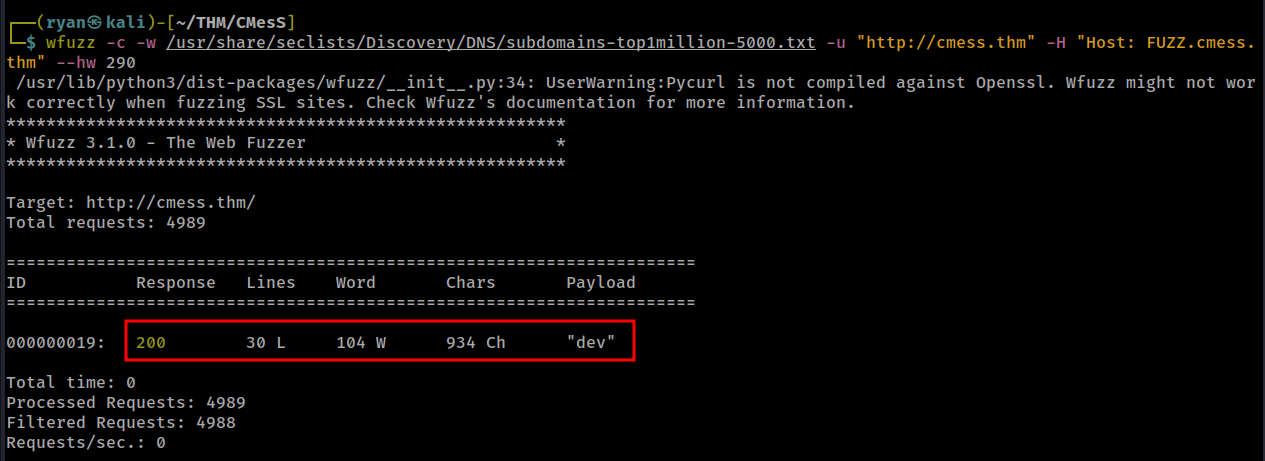 ┌──(ryan㉿kali)-[~/THM/CMesS]
└─$ wfuzz -c -w /usr/share/seclists/Discovery/DNS/subdomains-top1million-5000.txt -u "http://cmess.thm" -H "Host: FUZZ.cmess.
thm" --hw 290
 /usr/lib/python3/dist-packages/wfuzz/__init__.py:34: UserWarning:Pycurl is not compiled against Openssl. Wfuzz might not wor
k correctly when fuzzing SSL sites. Check Wfuzz's documentation for more information.
********************************************************
* Wfuzz 3.1.0 - The Web Fuzzer                         *
********************************************************
Target: http://cmess.thm/
Total requests: 4989
=====================================================================
ID           Response   Lines    Word       Chars       Payload
=====================================================================
000000019:   200        30 L     104 W      934 Ch      "dev"
Total time: 0
Processed Requests: 4989
Filtered Requests: 4988
Requests/sec.: 0